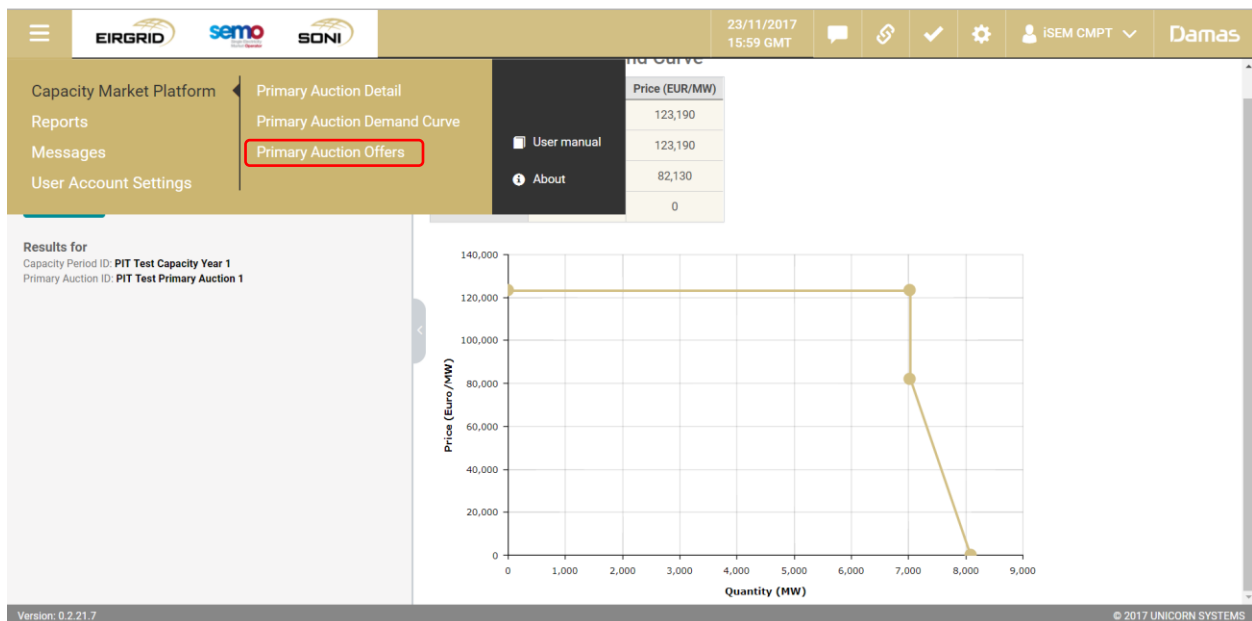 EIRGRID
semo
SONI
23/11/2017
15:59 GMT
iSEM CMPT
Damas
Capacity Market Platform
Reports
Messages
User Account Settings
Primary Auction Detail
Primary Auction Demand Curve
Primary Auction Offers
User manual
About
nd Curve
Price (EUR/MW)
123,190
123,190
82,130
0
Results for
Capacity Period ID: PIT Test Capacity Year 1
Primary Auction ID: PIT Test Primary Auction 1
140,000
120,000
100,000
80,000
60,000
40,000
20,000
0
Price (Euro/MW)
0 1,000 2,000 3,000 4,000 5,000 6,000 7,000 8,000 9,000
Quantity (MW)
Version: 0.2.21.7
© 2017 UNICORN SYSTEMS